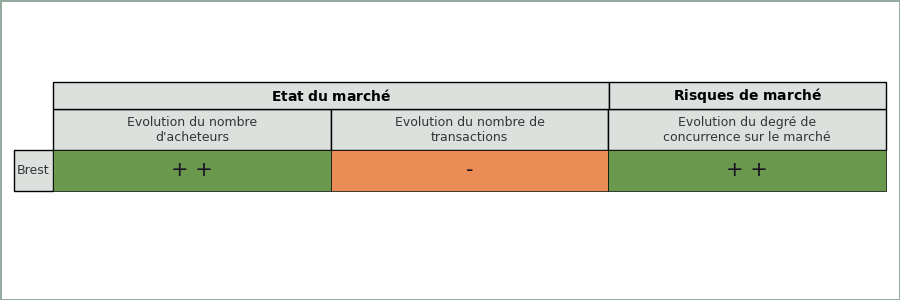 Etat du marché
Risques de marché
Evolution du nombre
d'acheteurs
Evolution du nombre de
transactions
Evolution du degré de
concurrence sur le marché
Brest
+ +
-
+ +